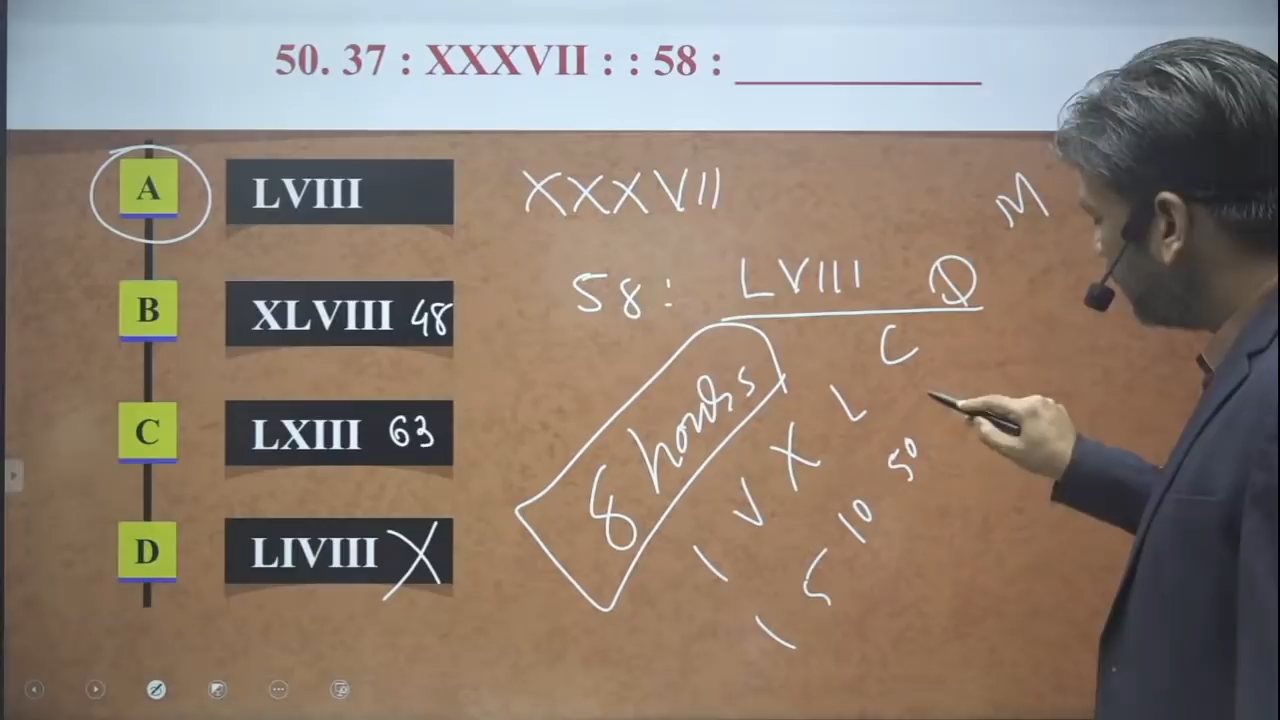 50. 37 : XXXVII : : 58 : ____________
A LVIII
B XLVIII 48
C LXIII 63
D LIVIII X
XXXVII
M
58: LVIII D
8 hours
I V X L C
1 5 10 50